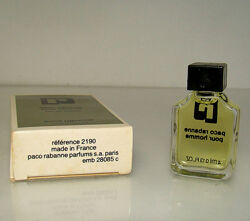 référence 2190
made in France
paco rabanne parfums s.a. paris
emb 28085 c
paco rabanne
pour homme